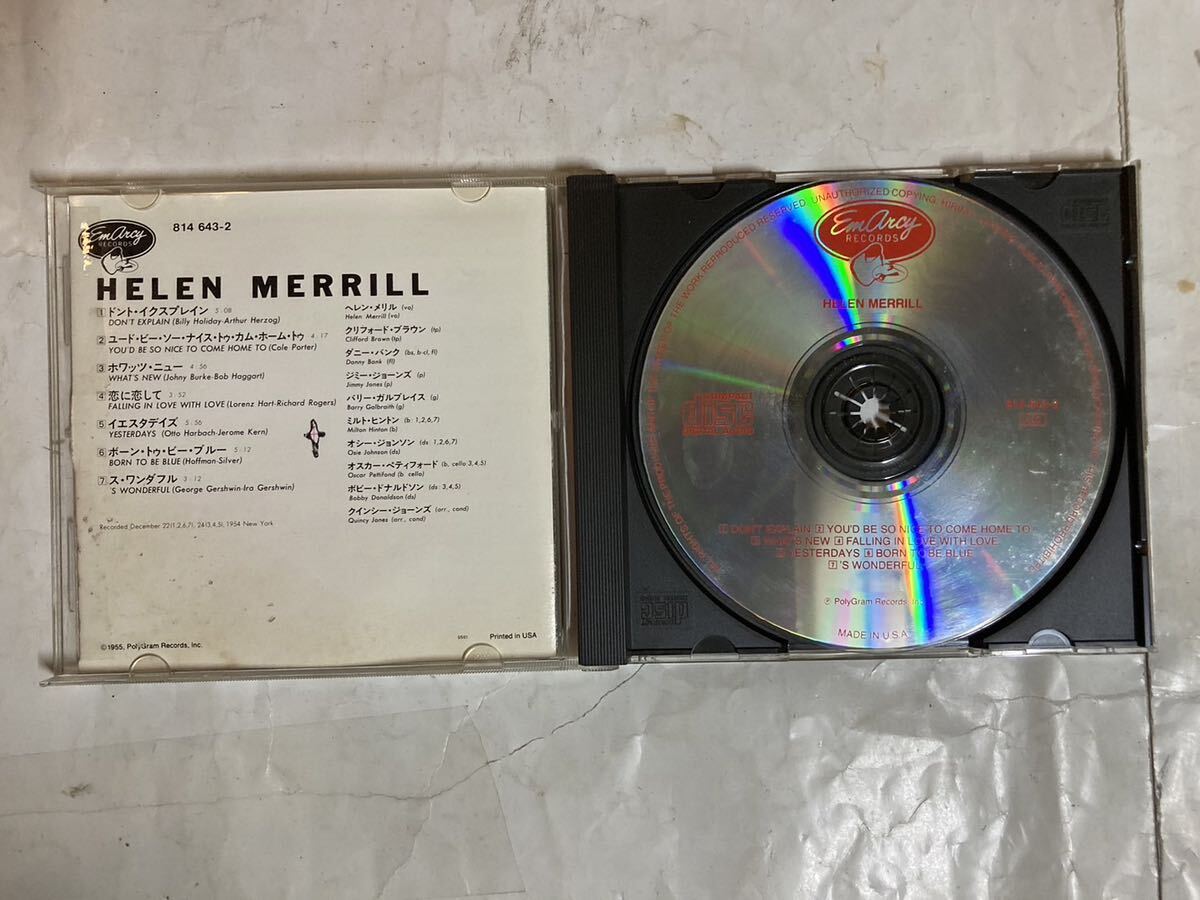 EmArcy
RECORDS
814 643-2
HELEN MERRILL
1 ドント・イクスプレイン 5:08
DON'T EXPLAIN (Billy Holiday-Arthur Herzog)
2 ユード・ビー・ソー・ナイス・トゥ・カム・ホーム・トゥ 4:17
YOU'D BE SO NICE TO COME HOME TO (Cole Porter)
3 ホワッツ・ニュー 4:56
WHAT'S NEW (Johny Burke-Bob Haggart)
4 恋に恋して 3:52
FALLING IN LOVE WITH LOVE (Lorenz Hart-Richard Rogers)
5 イエスタデイズ 5:56
YESTERDAYS (Otto Harbach-Jerome Kern)
6 ボーン・トゥ・ビー・ブルー 5:12
BORN TO BE BLUE (Hoffman-Silver)
7 ス・ワンダフル 3:12
'S WONDERFUL (George Gershwin-Ira Gershwin)
Recorded December 22(1,2,6,7), 24(3,4,5), 1954 New York
ヘレン・メリル (vo)
Helen Merrill (vo)
クリフォード・ブラウン (tp)
Clifford Brown (tp)
ダニー・バンク (bs, b-cl, fl)
Danny Bank (fl)
ジミー・ジョーンズ (p)
Jimmy Jones (p)
バリー・ガルブレイス (g)
Barry Galbraith (g)
ミルト・ヒントン (b: 1,2,6,7)
Milton Hinton (b)
オシー・ジョンソン (ds: 1,2,6,7)
Osie Johnson (ds)
オスカー・ペティフォード (b, cello 3,4,5)
Oscar Pettifond (b, cello)
ボビー・ドナルドソン (ds: 3,4,5)
Bobby Donaldson (ds)
クインシー・ジョーンズ (arr., cond)
Quincy Jones (arr., cond)
©1955, PolyGram Records, Inc.
Printed in USA
EmArcy
RECORDS
HELEN MERRILL
COMPACT
disc
DIGITAL AUDIO
1 DON'T EXPLAIN 2 YOU'D BE SO NICE TO COME HOME TO
3 WHAT'S NEW 4 FALLING IN LOVE WITH LOVE
5 YESTERDAYS 6 BORN TO BE BLUE
7 'S WONDERFUL
℗ PolyGram Records, Inc.
MADE IN U.S.A.
OF THE WORK REPRODUCED RESERVED. UNAUTHORIZED COPYING,